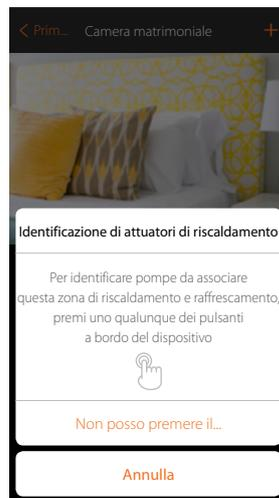 Prim... Camera matrimoniale +
Identificazione di attuatori di riscaldamento
Per identificare pompe da associare
questa zona di riscaldamento e raffrescamento,
premi uno qualunque dei pulsanti
a bordo del dispositivo
Non posso premere il...
Annulla